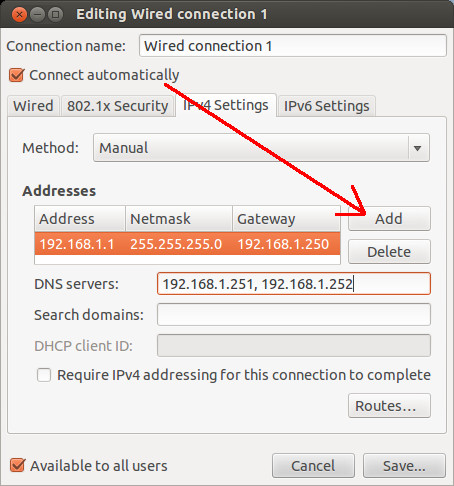 Editing Wired connection 1
Connection name: Wired connection 1
Connect automatically
Wired 802.1x Security IPv4 Settings IPv6 Settings
Method: Manual
Addresses
Address Netmask Gateway Add
192.168.1.1 255.255.255.0 192.168.1.250
Delete
DNS servers: 192.168.1.251, 192.168.1.252
Search domains:
DHCP client ID:
Require IPv4 addressing for this connection to complete
Routes...
Available to all users Cancel Save...